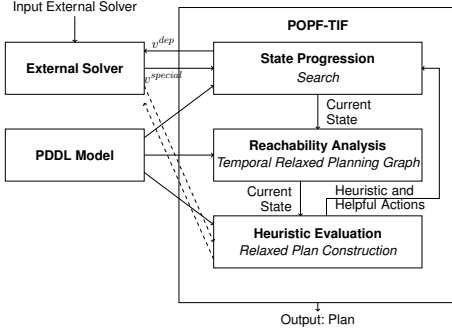 Input External Solver
POPF-TIF
External Solver
v^{dep}
v^{special}
State Progression
Search
Current
State
PDDL Model
Reachability Analysis
Temporal Relaxed Planning Graph
Current
State
Heuristic and
Helpful Actions
Heuristic Evaluation
Relaxed Plan Construction
Output: Plan